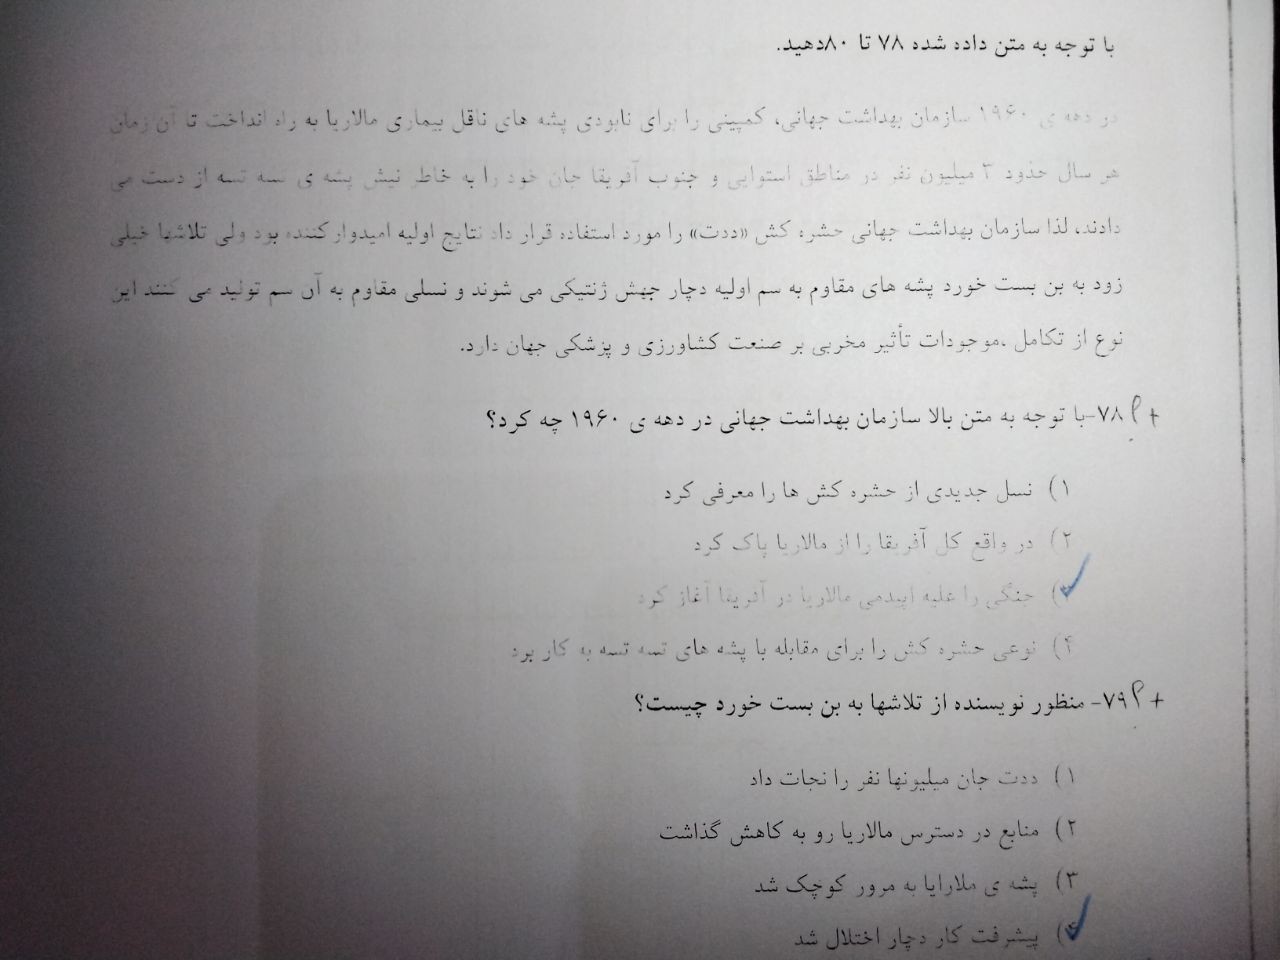 با توجه به متن داده شده ۷۸ تا ۸۰دهید.
در دهه ی ۱۹۶۰ سازمان بهداشت جهانی، کمپینی را برای نابودی پشه های ناقل بیماری مالاریا به راه انداخت تا آن زمان
هر سال حدود ۳ میلیون نفر در مناطق استوایی و جنوب آفریقا جان خود را به خاطر نیش پشه ی تسه تسه از دست می
دادند، لذا سازمان بهداشت جهانی حشره کش «ددت» را مورد استفاده قرار داد نتایج اولیه امیدوارکننده بود ولی تلاشها خیلی
زود به بن بست خورد پشه های مقاوم به سم اولیه دچار جهش ژنتیکی می شوند و نسلی مقاوم به آن سم تولید می کنند این
نوع از تکامل ،موجودات تأثیر مخربی بر صنعت کشاورزی و پزشکی جهان دارد.
+ ۷۸-با توجه به متن بالا سازمان بهداشت جهانی در دهه ی ۱۹۶۰ چه کرد؟
۱) نسل جدیدی از حشره کش ها را معرفی کرد
۲) در واقع کل آفریقا را از مالاریا پاک کرد
۳) جنگی را علیه اپیدمی مالاریا در آفریقا آغاز کرد
۴) نوعی حشره کش را برای مقابله با پشه های تسه تسه به کار برد
+ ۷۹- منظور نویسنده از تلاشها به بن بست خورد چیست؟
۱) ددت جان میلیونها نفر را نجات داد
۲) منابع در دسترس مالاریا رو به کاهش گذاشت
۳) پشه ی ملارایا به مرور کوچک شد
۴) پیشرفت کار دچار اختلال شد